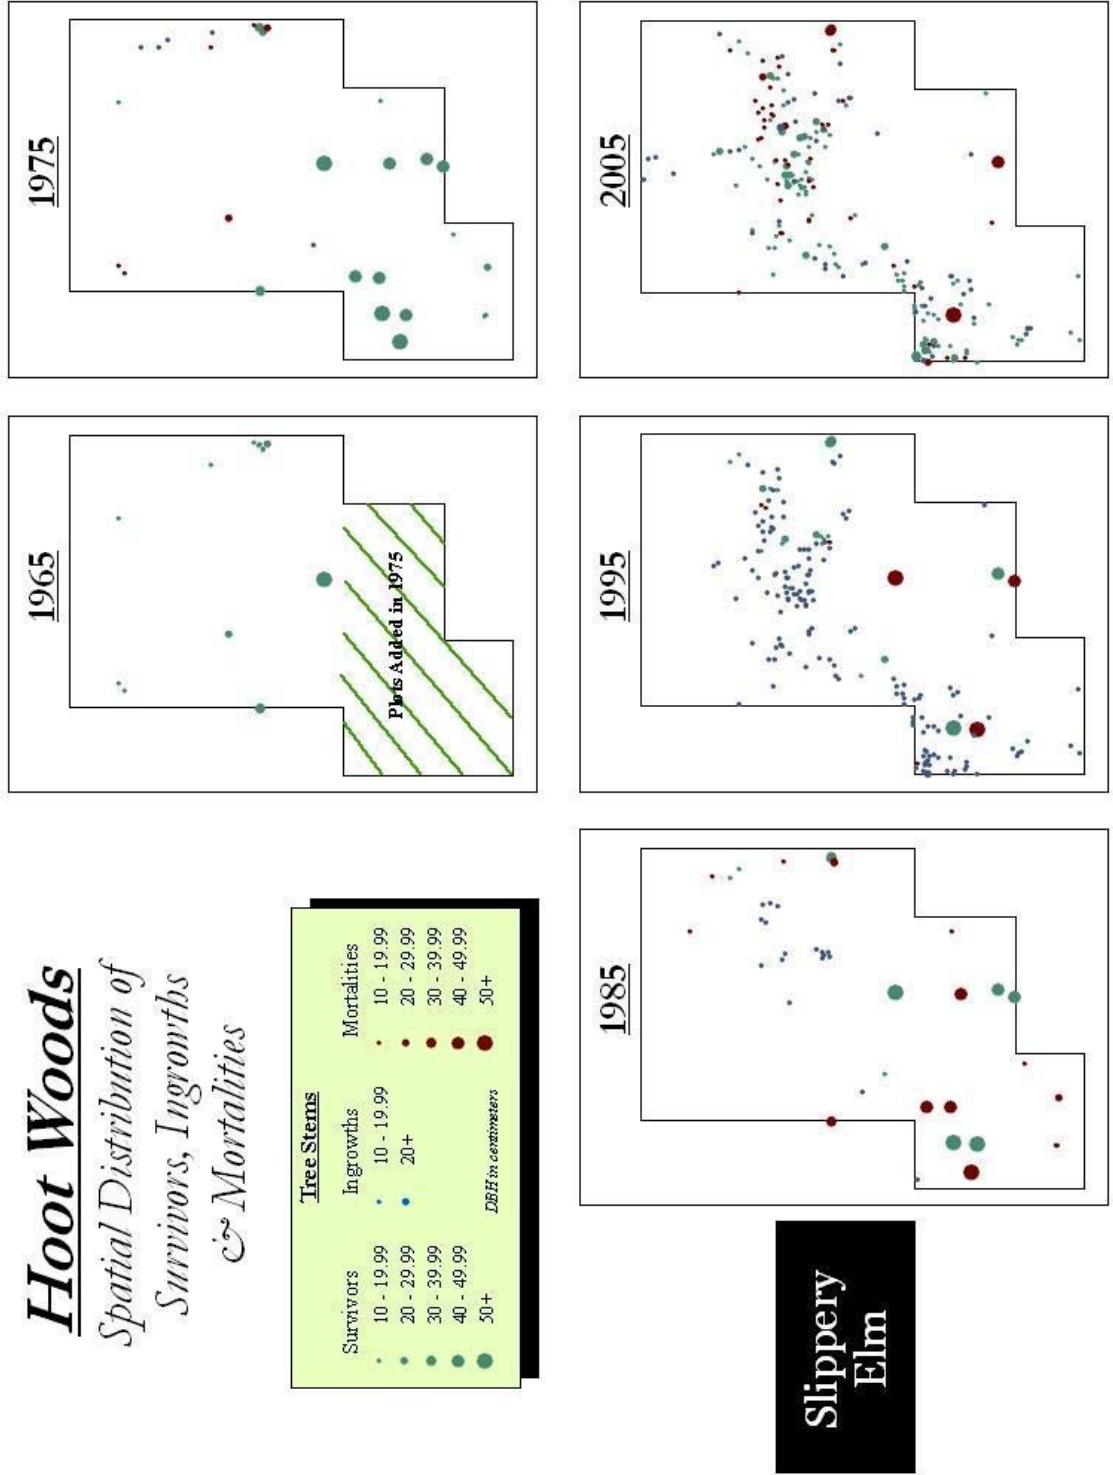 Hoot Woods
Spatial Distribution of
Survivors, Ingrowths
& Mortalities
Tree Stems
Survivors Ingrowths Mortalities
10 - 19.99 10 - 19.99 10 - 19.99
20 - 29.99 20+ 20 - 29.99
30 - 39.99 30 - 39.99
40 - 49.99 40 - 49.99
50+ DBH in centimeters 50+
1965
Plots Added in 1975
1975
Slippery
Elm
1985
1995
2005